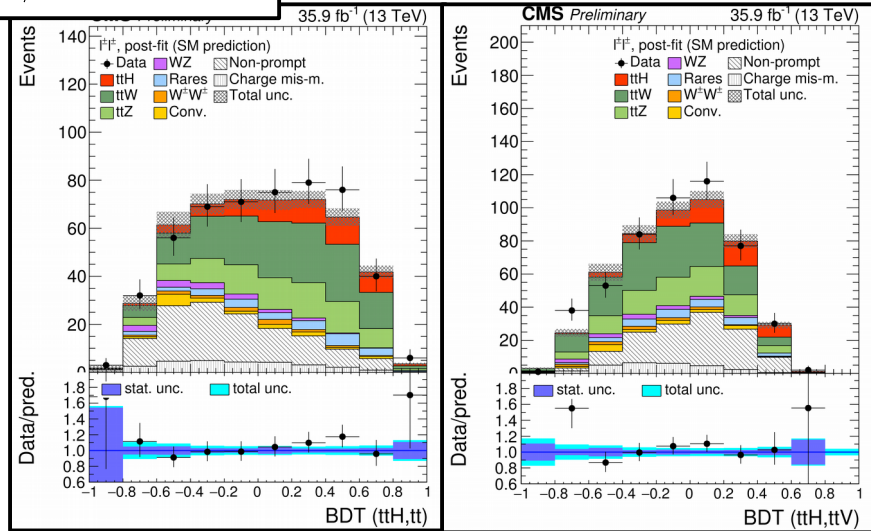 CMS Preliminary 35.9 fb⁻¹ (13 TeV)
Events
l±l±, post-fit (SM prediction)
Data WZ Non-prompt
ttH Rares Charge mis-m.
ttW W±W± Total unc.
ttZ Conv.
140
120
100
80
60
40
20
0
Data/pred.
stat. unc. total unc.
1.8
1.6
1.4
1.2
1.0
0.8
0.6
−1 −0.8 −0.6 −0.4 −0.2 0 0.2 0.4 0.6 0.8 1
BDT (ttH,tt)
CMS Preliminary 35.9 fb⁻¹ (13 TeV)
Events
l±l±, post-fit (SM prediction)
Data WZ Non-prompt
ttH Rares Charge mis-m.
ttW W±W± Total unc.
ttZ Conv.
200
180
160
140
120
100
80
60
40
20
Data/pred.
stat. unc. total unc.
1.8
1.6
1.4
1.2
1.0
0.8
0.6
−1 −0.8 −0.6 −0.4 −0.2 0 0.2 0.4 0.6 0.8 1
BDT (ttH,ttV)